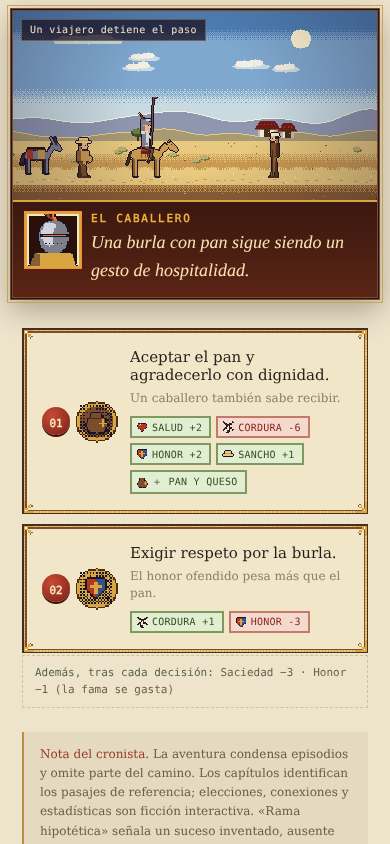 Un viajero detiene el paso
EL CABALLERO
Una burla con pan sigue siendo un
gesto de hospitalidad.
Aceptar el pan y
agradecerlo con dignidad.
Un caballero también sabe recibir.
01
SALUD +2
CORDURA -6
HONOR +2
SANCHO +1
+ PAN Y QUESO
Exigir respeto por la burla.
El honor ofendido pesa más que el
pan.
02
CORDURA +1
HONOR -3
Además, tras cada decisión: Saciedad −3 · Honor
−1 (la fama se gasta)
Nota del cronista. La aventura condensa episodios
y omite parte del camino. Los capítulos identifican
los pasajes de referencia; elecciones, conexiones y
estadísticas son ficción interactiva. «Rama
hipotética» señala un suceso inventado, ausente